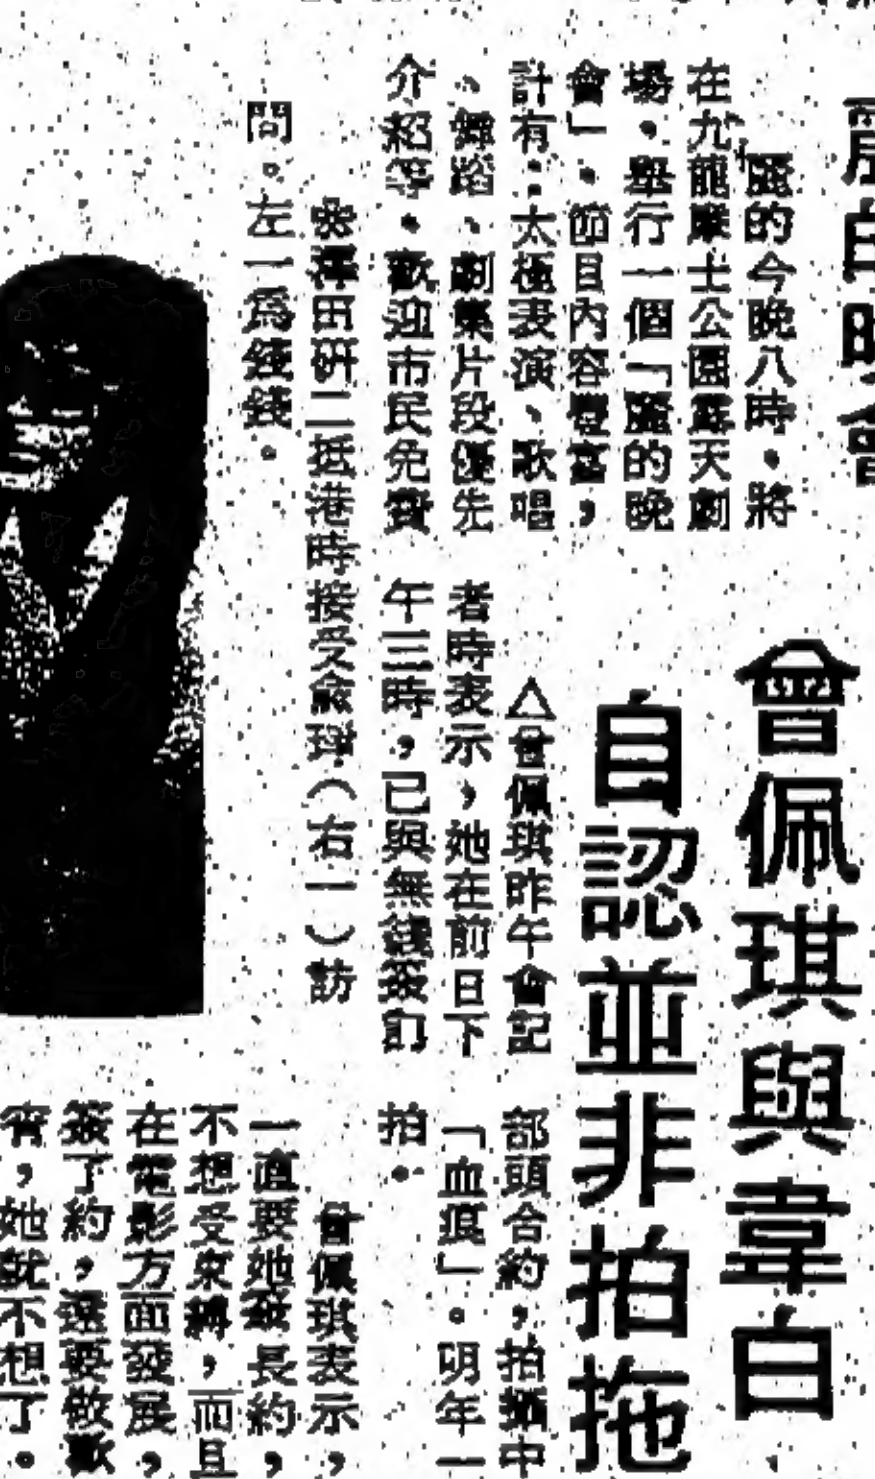 麗的晚會
麗的今晚八時，將
在九龍摩士公園露天劇
場，舉行一個「麗的晚
會」、節目內容豐富，
計有：太極表演、歌唱
、舞蹈、劇集片段優先
介紹等，歡迎市民免費
矢澤田研二抵港時接受俞琤（右一）訪
問。左一為錢錢。
曾佩琪與韋白
自認並非拍拖
△曾佩琪昨午會記
者時表示，她在前日下
午三時，已與無綫簽訂
部頭合約，拍攝中
「血痕」。明年一
拍。
曾佩琪表示，
一直要她簽長約，
不想受束縛，而且
在電影方面發展，
簽了約，還要做歌
，她就不想了。